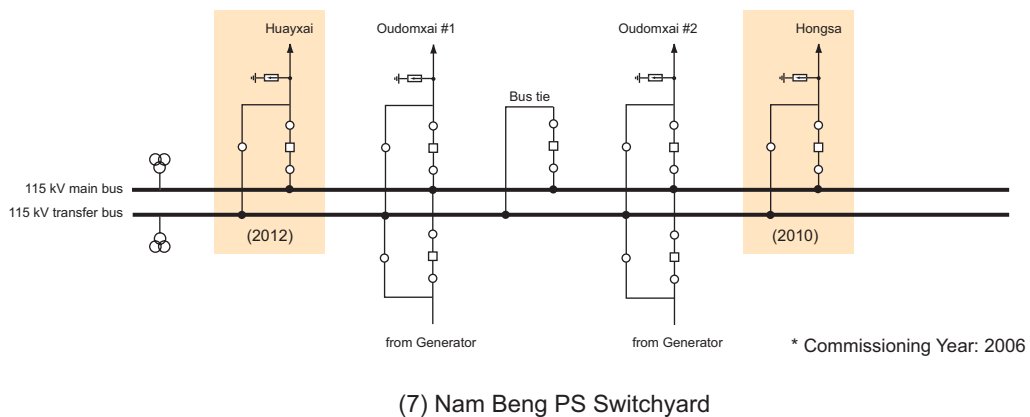 Huayxai
Oudomxai #1
Oudomxai #2
Hongsa
Bus tie
115 kV main bus
115 kV transfer bus
(2012)
(2010)
from Generator
from Generator
* Commissioning Year: 2006
(7) Nam Beng PS Switchyard